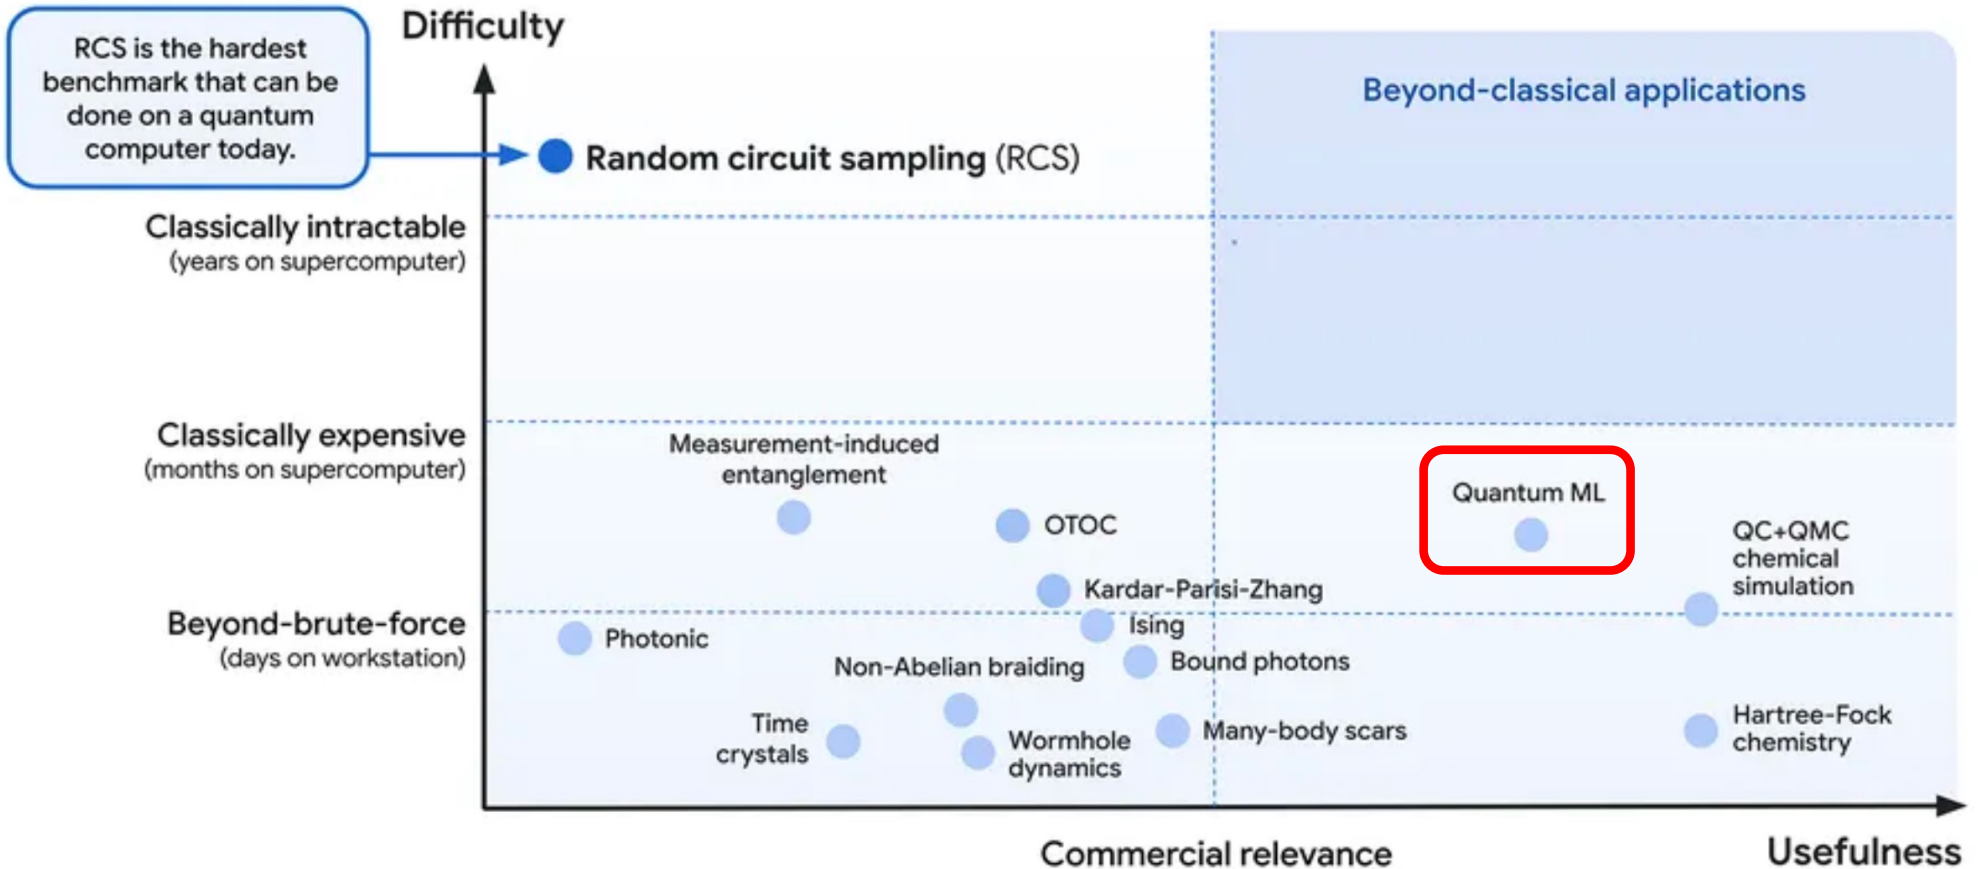 RCS is the hardest
benchmark that can be
done on a quantum
computer today.
Difficulty
Beyond-classical applications
Random circuit sampling (RCS)
Classically intractable
(years on supercomputer)
Classically expensive
(months on supercomputer)
Measurement-induced
entanglement
OTOC
Quantum ML
QC+QMC
chemical
simulation
Kardar-Parisi-Zhang
Beyond-brute-force
(days on workstation)
Photonic
Ising
Non-Abelian braiding
Bound photons
Time
crystals
Wormhole
dynamics
Many-body scars
Hartree-Fock
chemistry
Commercial relevance
Usefulness